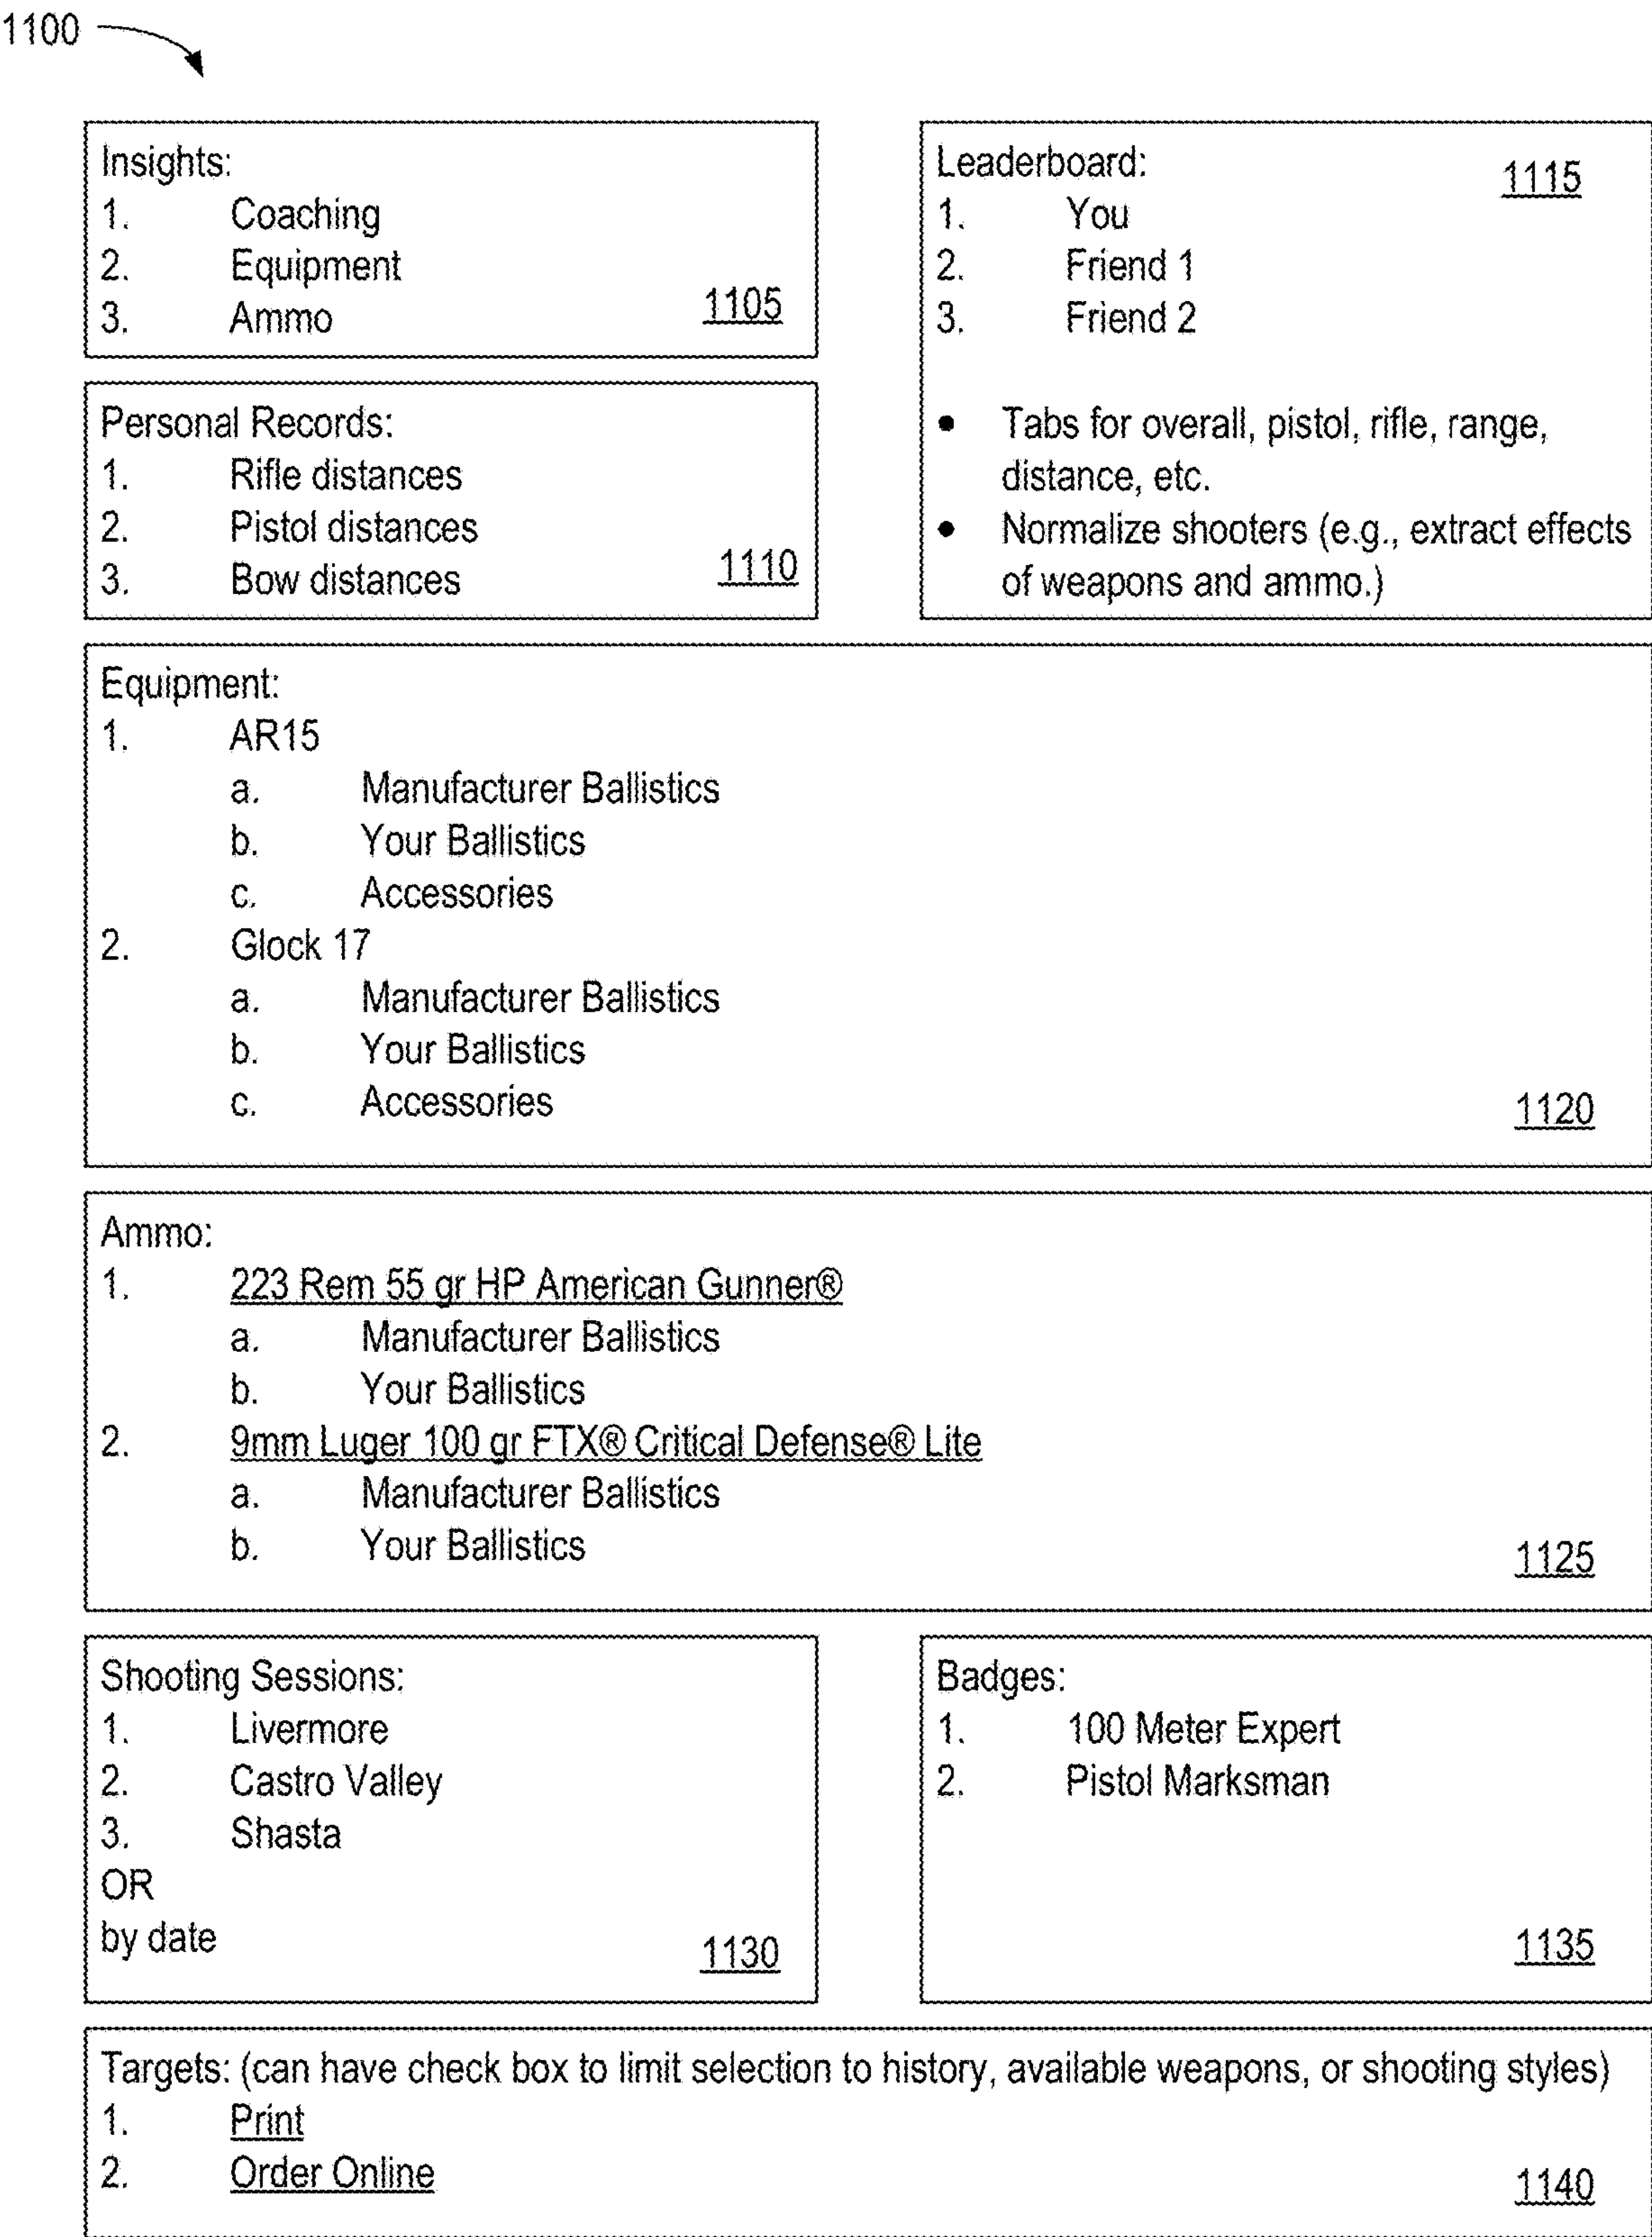 1100
Insights:
1. Coaching
2. Equipment
3. Ammo
1105
Leaderboard:
1115
1. You
2. Friend 1
3. Friend 2
• Tabs for overall, pistol, rifle, range,
distance, etc.
• Normalize shooters (e.g., extract effects
of weapons and ammo.)
Personal Records:
1. Rifle distances
2. Pistol distances
3. Bow distances
1110
Equipment:
1. AR15
a. Manufacturer Ballistics
b. Your Ballistics
c. Accessories
2. Glock 17
a. Manufacturer Ballistics
b. Your Ballistics
c. Accessories
1120
Ammo:
1. 223 Rem 55 gr HP American Gunner®
a. Manufacturer Ballistics
b. Your Ballistics
2. 9mm Luger 100 gr FTX® Critical Defense® Lite
a. Manufacturer Ballistics
b. Your Ballistics
1125
Shooting Sessions:
1. Livermore
2. Castro Valley
3. Shasta
OR
by date
1130
Badges:
1. 100 Meter Expert
2. Pistol Marksman
1135
Targets: (can have check box to limit selection to history, available weapons, or shooting styles)
1. Print
2. Order Online
1140